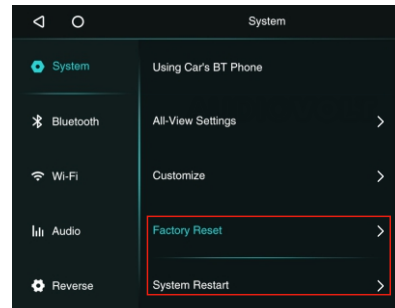 System
System
Using Car's BT Phone
Bluetooth
All-View Settings
Wi-Fi
Customize
Audio
Factory Reset
Reverse
System Restart